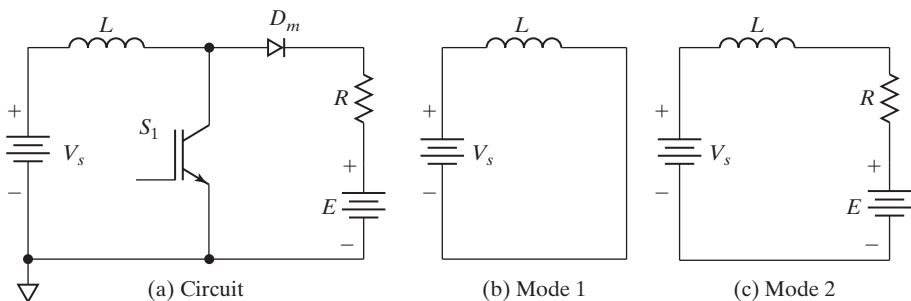 L
D_m
+
V_s
−
S_1
R
+
E
−
(a) Circuit
L
+
V_s
−
(b) Mode 1
L
+
V_s
−
R
+
E
−
(c) Mode 2